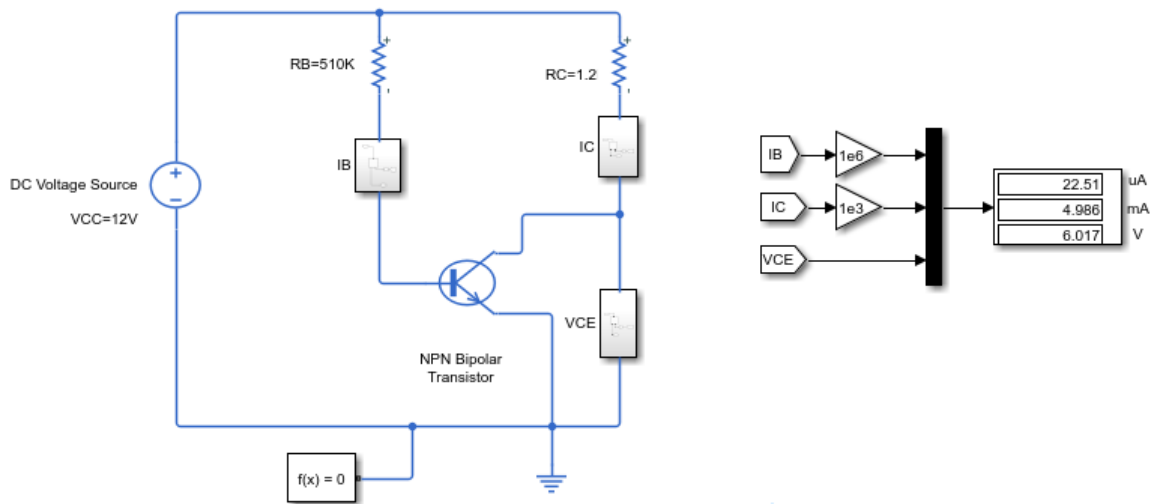 RB=510K
RC=1.2
IB
IC
DC Voltage Source
VCC=12V
VCE
NPN Bipolar
Transistor
f(x) = 0
IB
1e6
IC
1e3
VCE
22.51
uA
4.986
mA
6.017
V